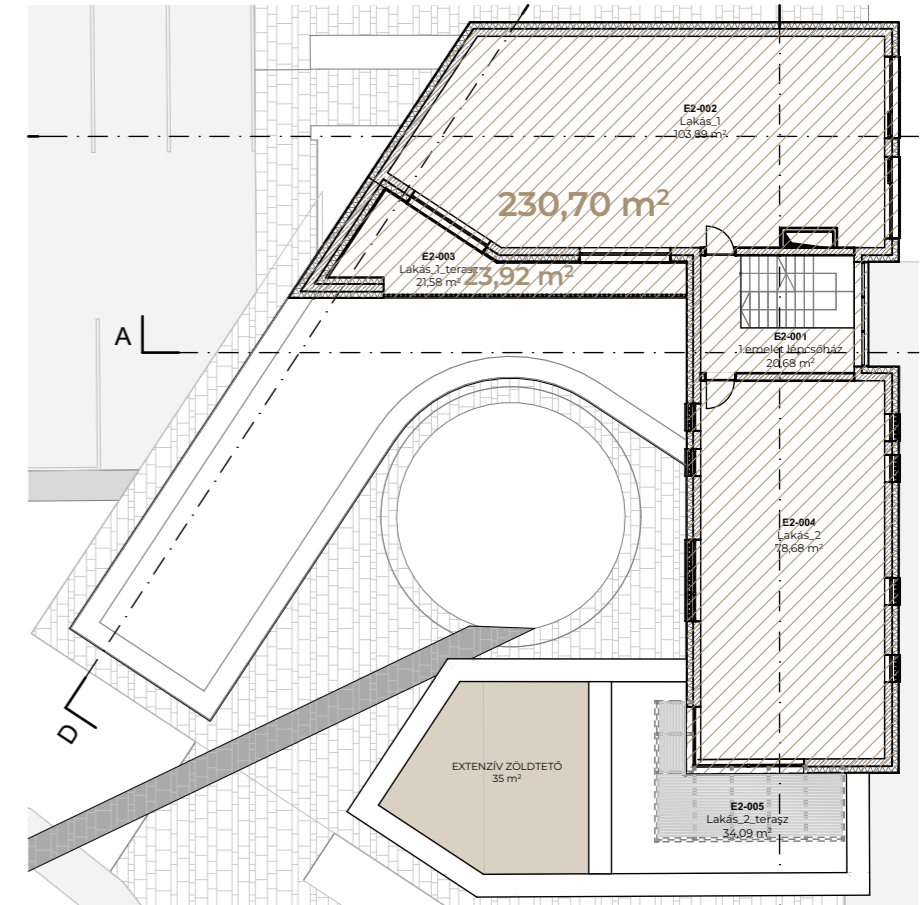 E2-002
Lakás_1
103,89 m²
230,70 m²
E2-003
Lakás_1_terasz
21,58 m²
23,92 m²
A
E2-001
1.emelet lépcsőház
20,68 m²
E2-004
Lakás_2
78,68 m²
D
EXTENZÍV ZÖLDTETŐ
35 m²
E2-005
Lakás_2_terasz
34,09 m²